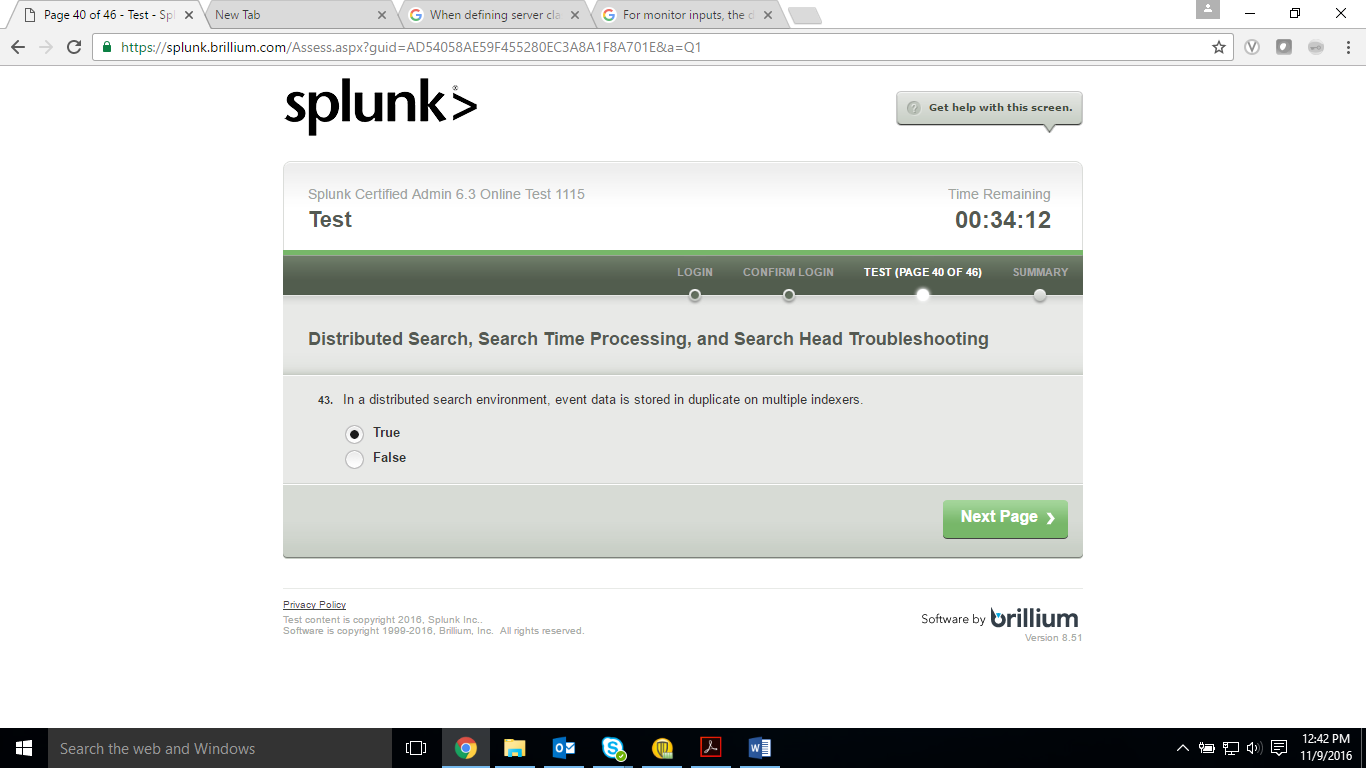 Page 40 of 46 - Test - Spl
New Tab
When defining server cla
For monitor inputs, the d
https://splunk.brillium.com/Assess.aspx?guid=AD54058AE59F455280EC3A8A1F8A701E&a=Q1
splunk>
Get help with this screen.
Splunk Certified Admin 6.3 Online Test 1115
Time Remaining
Test
00:34:12
LOGIN
CONFIRM LOGIN
TEST (PAGE 40 OF 46)
SUMMARY
Distributed Search, Search Time Processing, and Search Head Troubleshooting
43. In a distributed search environment, event data is stored in duplicate on multiple indexers.
True
False
Next Page
Privacy Policy
Test content is copyright 2016, Splunk Inc..
Software is copyright 1999-2016, Brillium, Inc. All rights reserved.
Software by brillium
Version 8.51
Search the web and Windows
12:42 PM
11/9/2016